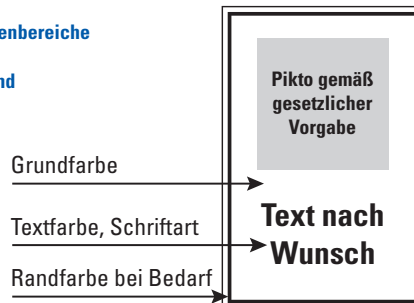 enbereiche
nd
Pikto gemäß
gesetzlicher
Vorgabe
Grundfarbe
Text nach
Wunsch
Textfarbe, Schriftart
Randfarbe bei Bedarf